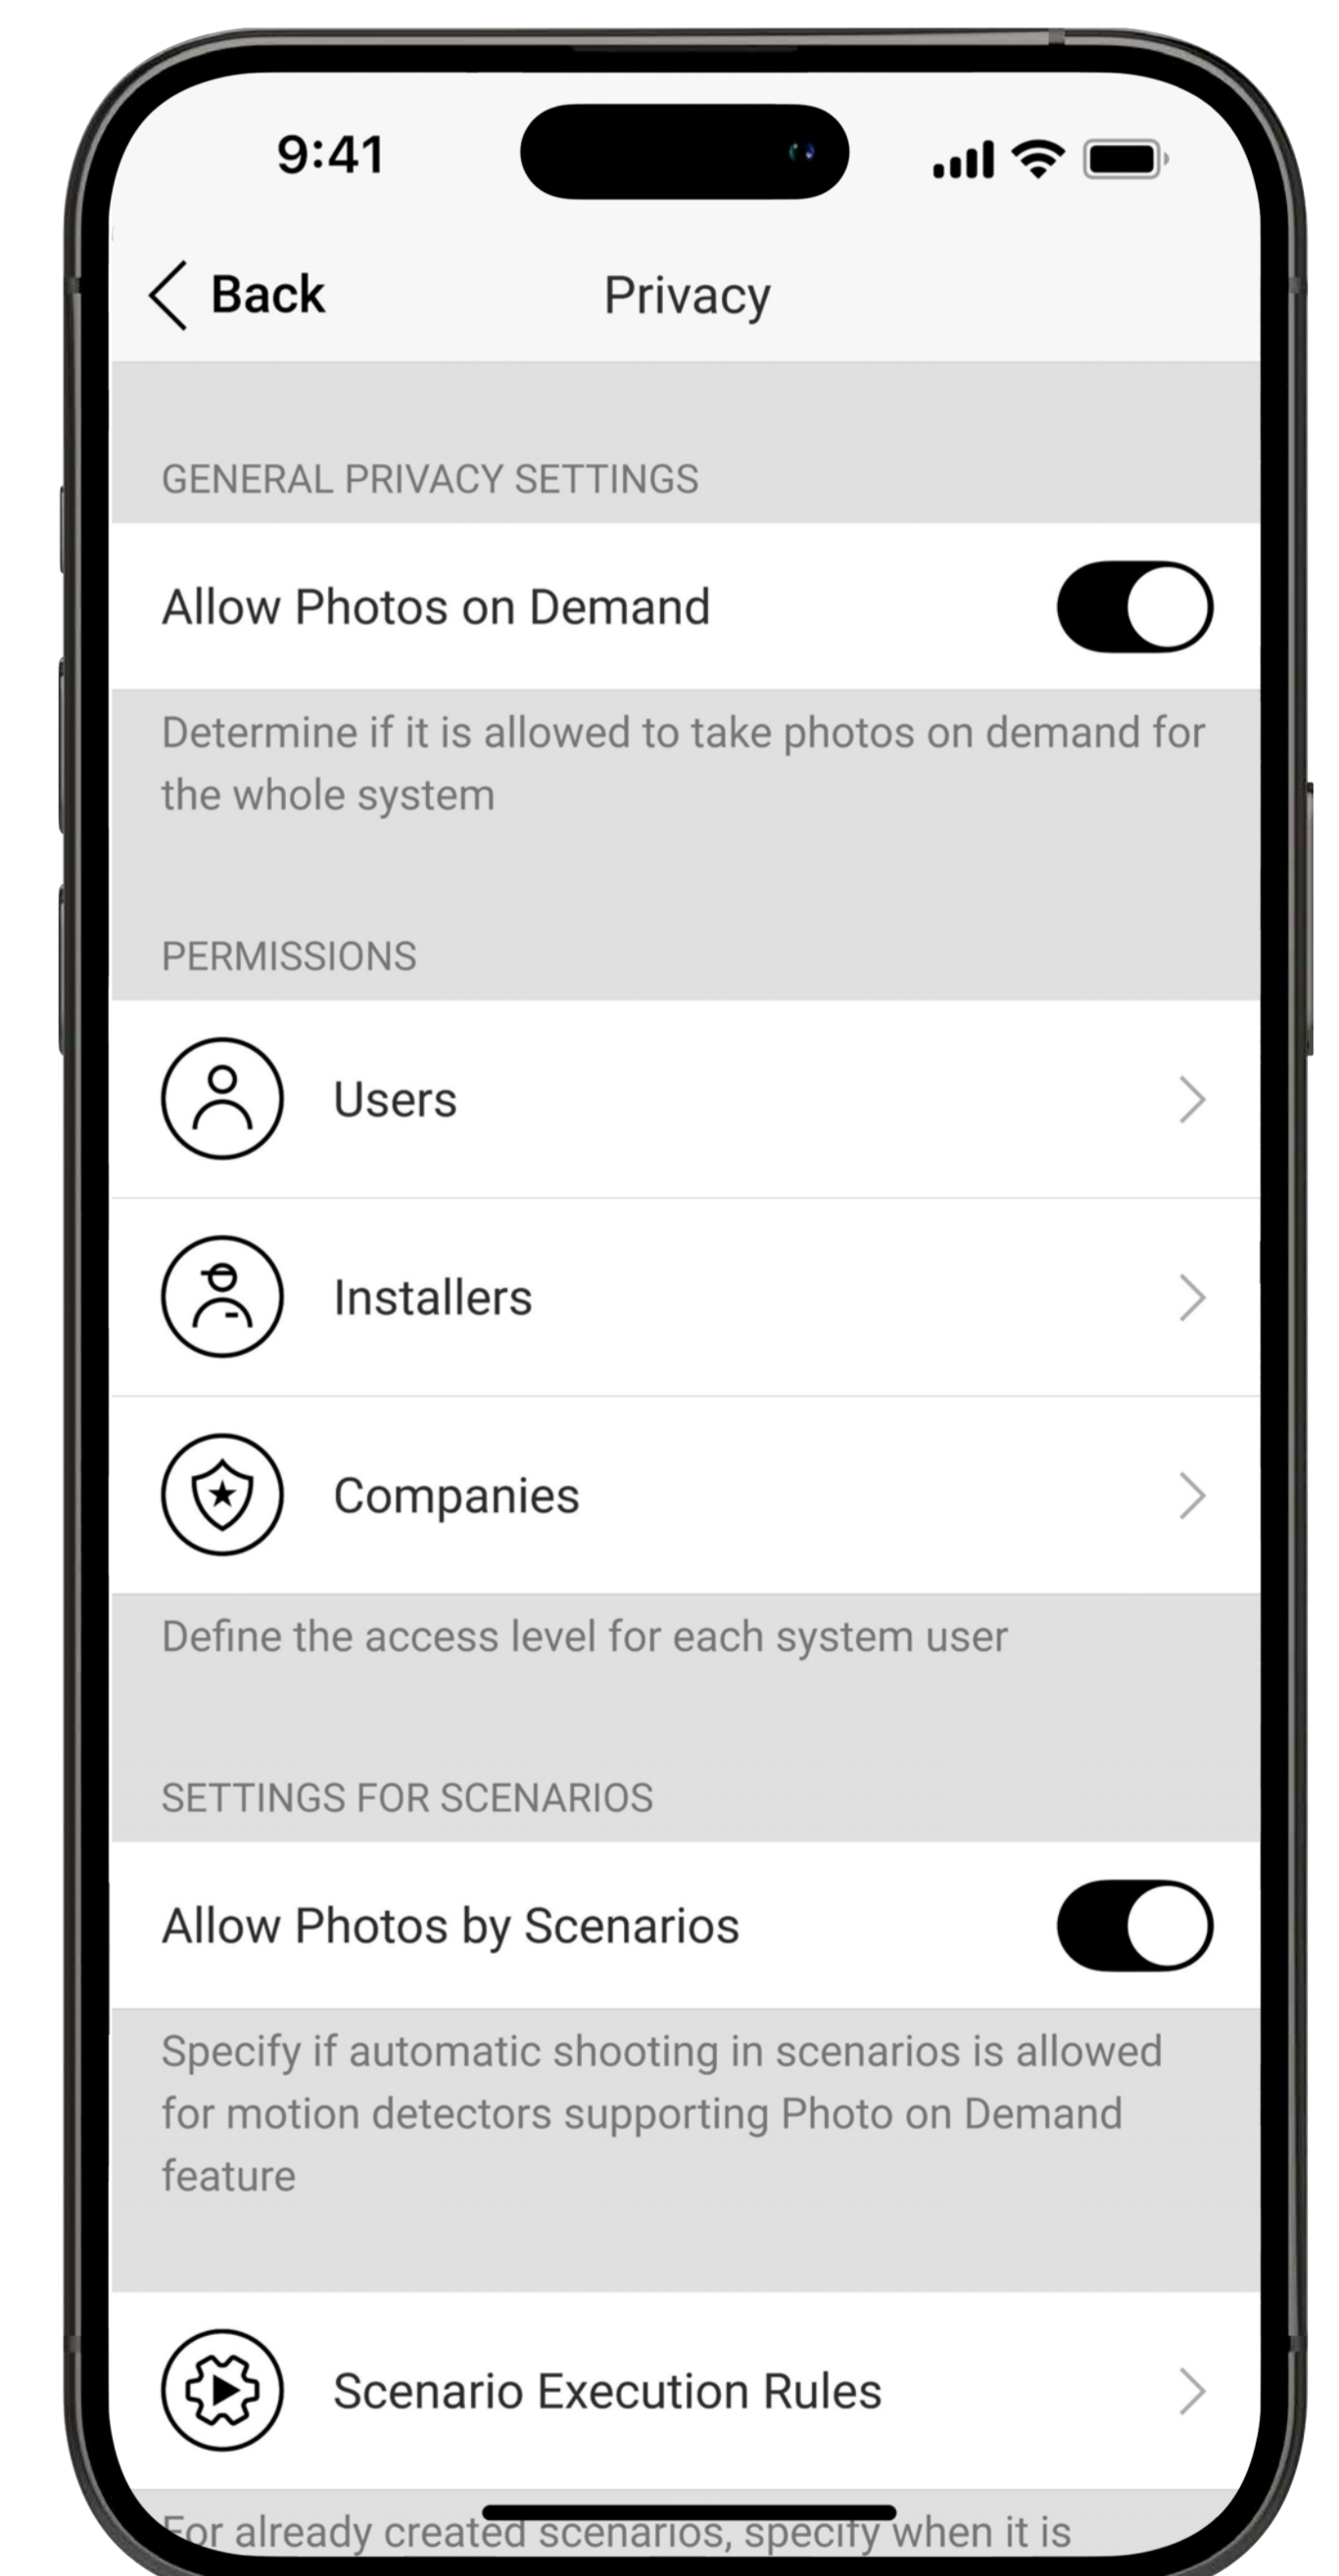 9:41
Back
Privacy
GENERAL PRIVACY SETTINGS
Allow Photos on Demand
Determine if it is allowed to take photos on demand for
the whole system
PERMISSIONS
Users
Installers
Companies
Define the access level for each system user
SETTINGS FOR SCENARIOS
Allow Photos by Scenarios
Specify if automatic shooting in scenarios is allowed
for motion detectors supporting Photo on Demand
feature
Scenario Execution Rules
For already created scenarios, specify when it is